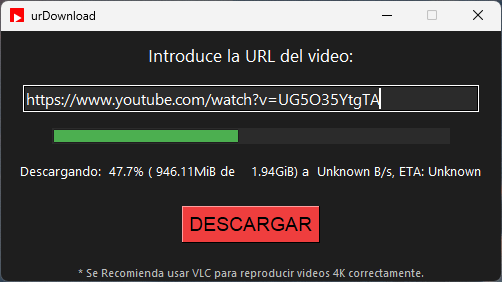 urDownload
Introduce la URL del video:
https://www.youtube.com/watch?v=UG5O35YtgTA
Descargando: 47.7% ( 946.11MiB de 1.94GiB) a Unknown B/s, ETA: Unknown
DESCARGAR
* Se Recomienda usar VLC para reproducir videos 4K correctamente.